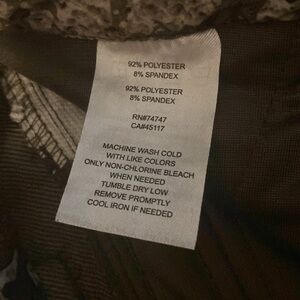 92% POLYESTER
8% SPANDEX
92% POLYESTER
8% SPANDEX
RN#74747
CA#45117
MACHINE WASH COLD
WITH LIKE COLORS
ONLY NON-CHLORINE BLEACH
WHEN NEEDED
TUMBLE DRY LOW
REMOVE PROMPTLY
COOL IRON IF NEEDED